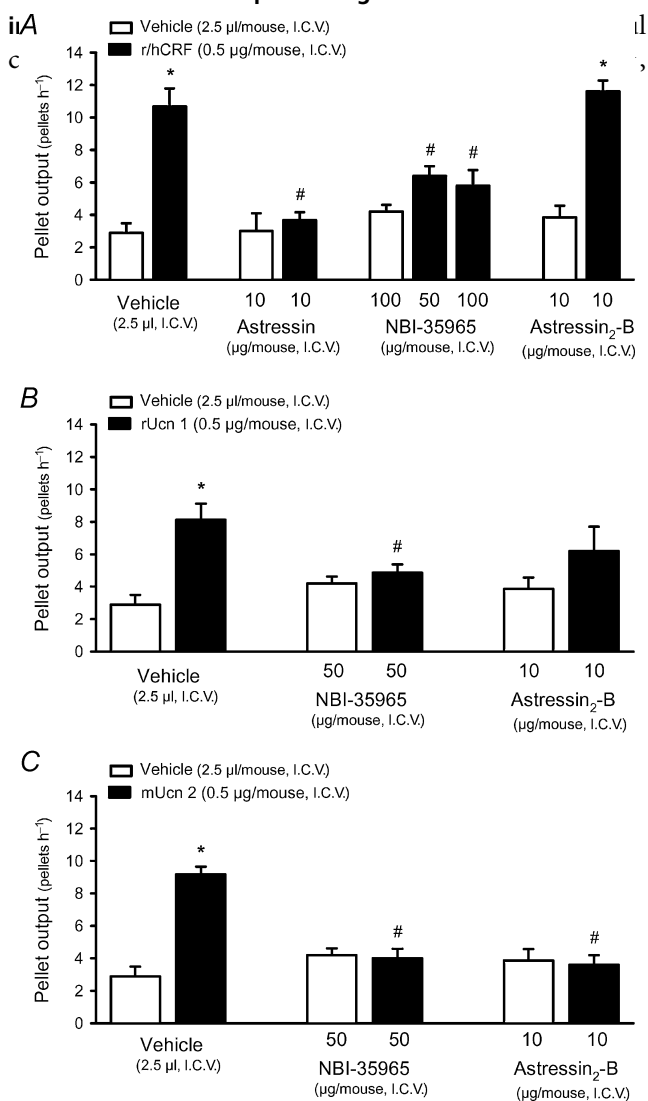 A
Vehicle (2.5 µl/mouse, I.C.V.)
r/hCRF (0.5 µg/mouse, I.C.V.)
Pellet output (pellets h⁻¹)
14
12
10
8
6
4
2
0
*
#
#
#
*
10 10 100 50 100 10 10
Vehicle
(2.5 µl, I.C.V.)
Astressin
(µg/mouse, I.C.V.)
NBI-35965
(µg/mouse, I.C.V.)
Astressin₂-B
(µg/mouse, I.C.V.)
B
Vehicle (2.5 µl/mouse, I.C.V.)
rUcn 1 (0.5 µg/mouse, I.C.V.)
Pellet output (pellets h⁻¹)
14
12
10
8
6
4
2
0
*
#
50 50 10 10
Vehicle
(2.5 µl, I.C.V.)
NBI-35965
(µg/mouse, I.C.V.)
Astressin₂-B
(µg/mouse, I.C.V.)
C
Vehicle (2.5 µl/mouse, I.C.V.)
mUcn 2 (0.5 µg/mouse, I.C.V.)
Pellet output (pellets h⁻¹)
14
12
10
8
6
4
2
0
*
#
#
50 50 10 10
Vehicle
(2.5 µl, I.C.V.)
NBI-35965
(µg/mouse, I.C.V.)
Astressin₂-B
(µg/mouse, I.C.V.)